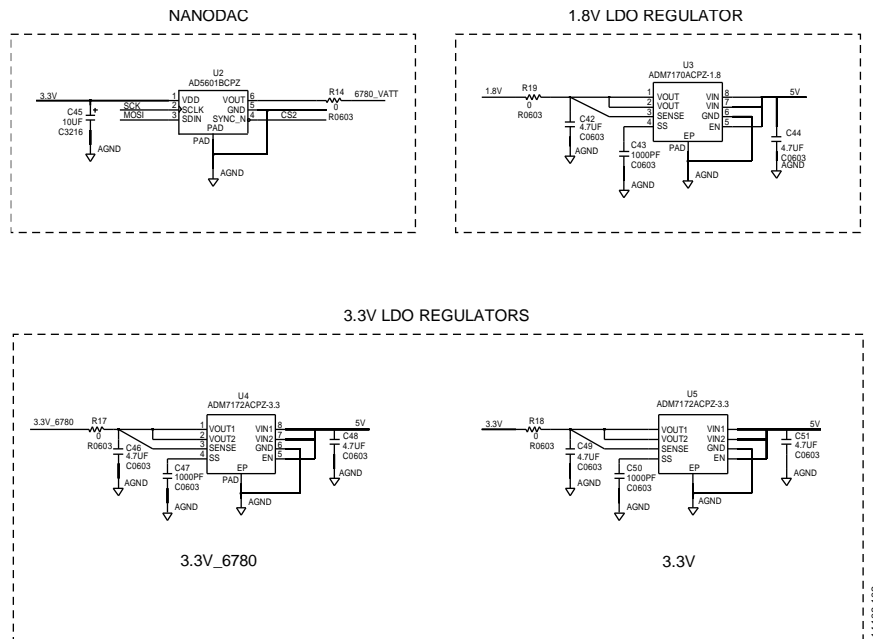 NANODAC
U2
AD5601BCPZ
3.3V
C45
10UF
C3216
+
AGND
SCK
MOSI
1 VDD
2 SCLK
3 SDIN
VOUT 6
GND 5
SYNC_N 4
PAD
PAD
CS2
R14
0
R0603
6780_VATT
AGND
1.8V LDO REGULATOR
U3
ADM7170ACPZ-1.8
1.8V
R19
0
R0603
C42
4.7UF
C0603
AGND
C43
1000PF
C0603
AGND
1 VOUT
2 VOUT
3 SENSE
4 SS
VIN 8
VIN 7
GND 6
EN 5
EP
PAD
AGND
5V
C44
4.7UF
C0603
AGND
3.3V LDO REGULATORS
U4
ADM7172ACPZ-3.3
3.3V_6780
R17
0
R0603
C46
4.7UF
C0603
AGND
C47
1000PF
C0603
AGND
1 VOUT1
2 VOUT2
3 SENSE
4 SS
VIN1 8
VIN2 7
GND 6
EN 5
EP
PAD
AGND
5V
C48
4.7UF
C0603
AGND
3.3V_6780
U5
ADM7172ACPZ-3.3
3.3V
R18
0
R0603
C49
4.7UF
C0603
AGND
C50
1000PF
C0603
AGND
VOUT1
VOUT2
SENSE
SS
VIN1
VIN2
GND
EN
EP
AGND
5V
C51
4.7UF
C0603
AGND
3.3V